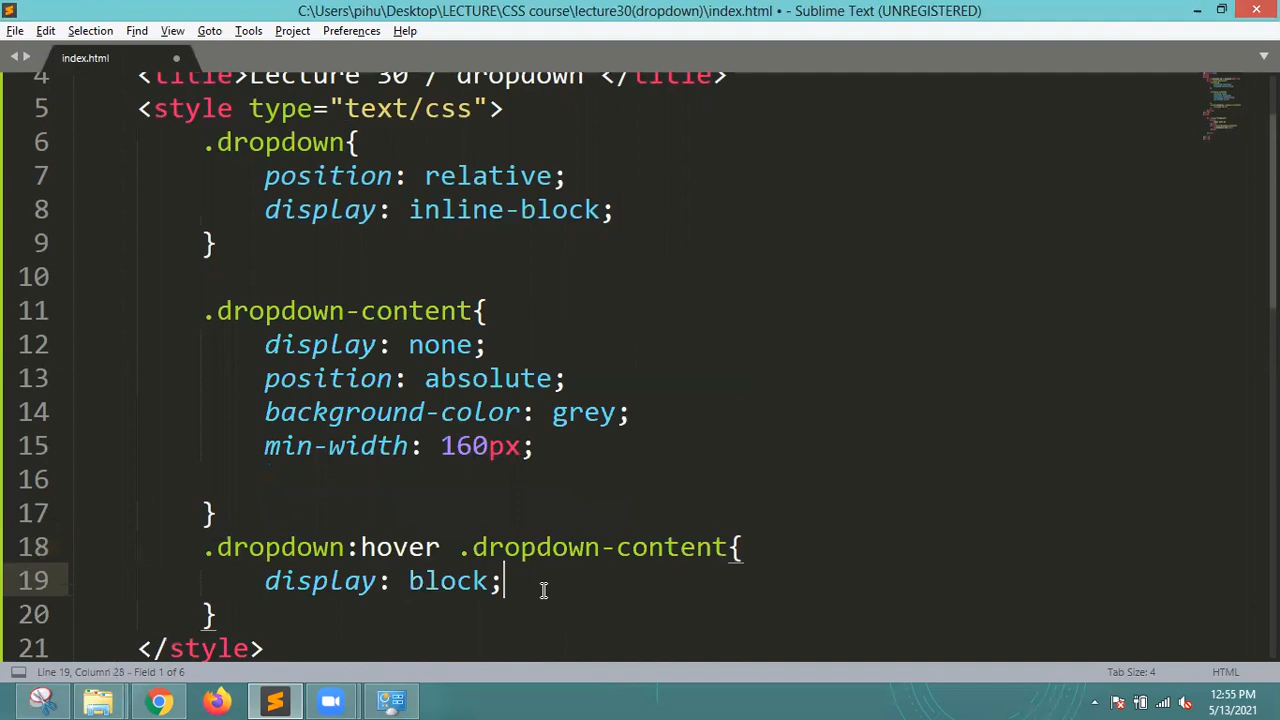 C:\Users\pihu\Desktop\LECTURE\CSS course\lecture30(dropdown)\index.html • - Sublime Text (UNREGISTERED)
File Edit Selection Find View Goto Tools Project Preferences Help
index.html
4 <title>Lecture 30 / dropdown </title>
5 <style type="text/css">
6 .dropdown{
7 position: relative;
8 display: inline-block;
9 }
10
11 .dropdown-content{
12 display: none;
13 position: absolute;
14 background-color: grey;
15 min-width: 160px;
16
17 }
18 .dropdown:hover .dropdown-content{
19 display: block;
20 }
21 </style>
Line 19, Column 25 - Field 1 of 6 Tab Size: 4 HTML
12:55 PM
5/13/2021